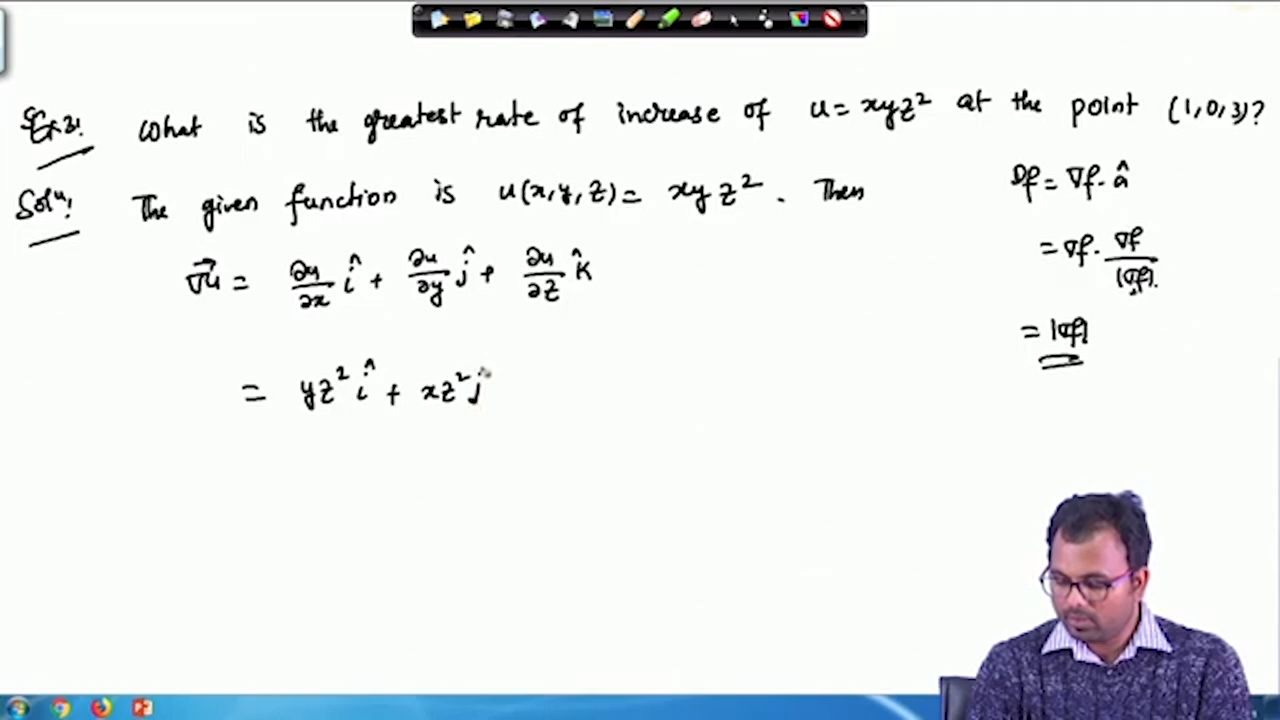 Ex.3! What is the greatest rate of increase of u = xyz² at the point (1,0,3)?
Solu! The given function is u(x,y,z) = xyz². Then
∇u = ∂u/∂x î + ∂u/∂y ĵ + ∂u/∂z k̂
= yz² î + xz² j
Df = ∇f · â
= ∇f · ∇f/|∇f|
= |∇f|